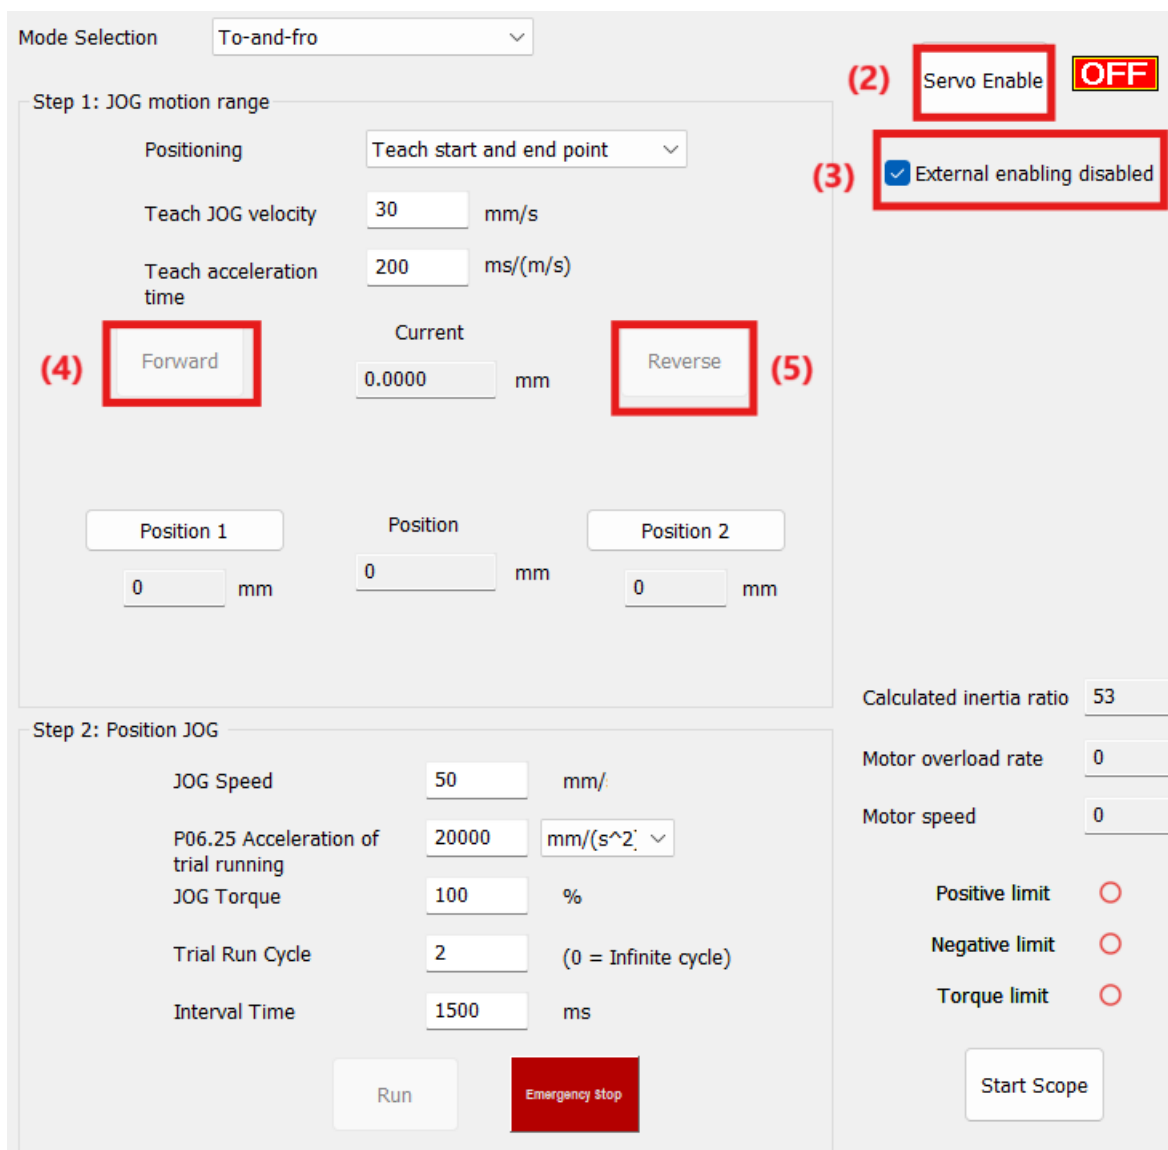 Mode Selection To-and-fro
(2) Servo Enable OFF
Step 1: JOG motion range
Positioning Teach start and end point
(3) External enabling disabled
Teach JOG velocity 30 mm/s
Teach acceleration 200 ms/(m/s)
time
Current
(4) Forward Reverse (5)
0.0000 mm
Position 1 Position Position 2
0 mm 0 mm 0 mm
Calculated inertia ratio 53
Step 2: Position JOG
Motor overload rate 0
JOG Speed 50 mm/
Motor speed 0
P06.25 Acceleration of 20000 mm/(s^2)
trial running
JOG Torque 100 %
Positive limit
Negative limit
Trial Run Cycle 2 (0 = Infinite cycle)
Torque limit
Interval Time 1500 ms
Run Emergency Stop Start Scope